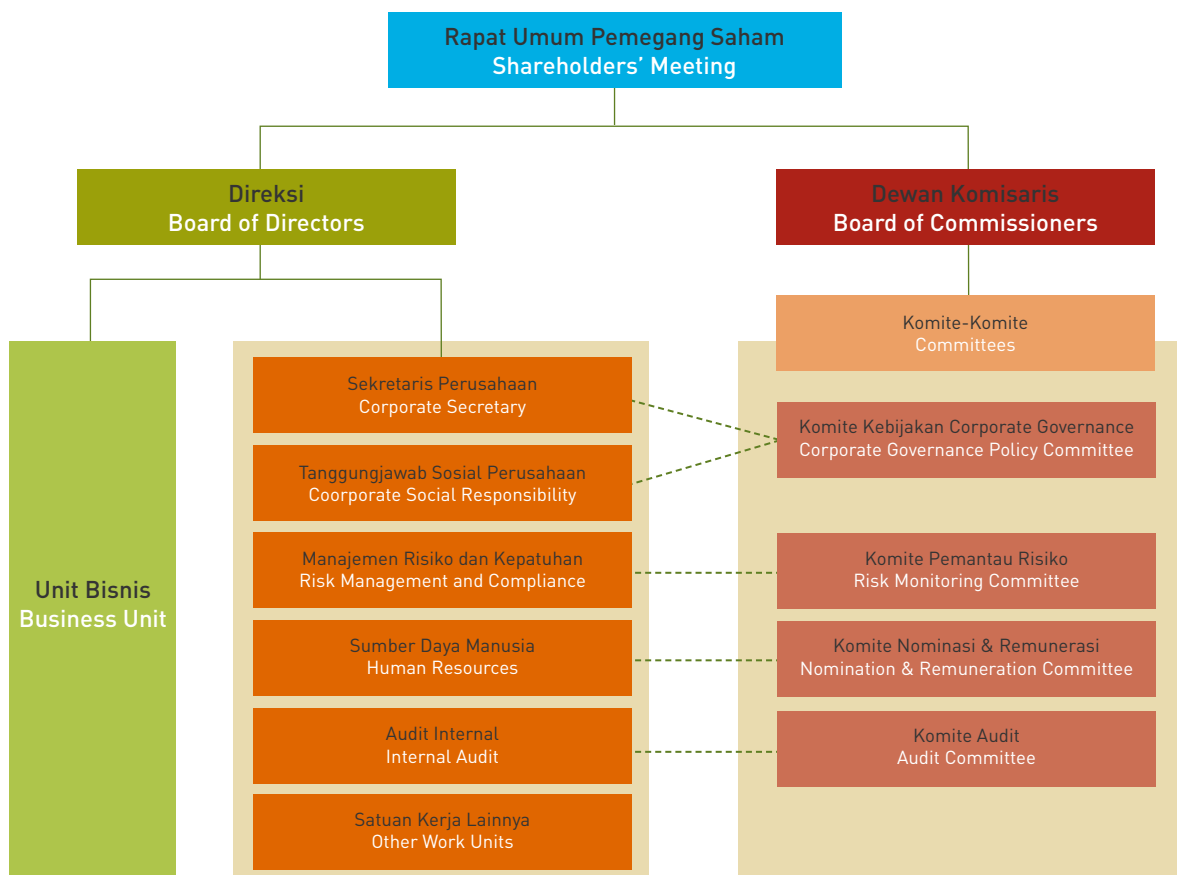 Rapat Umum Pemegang Saham
Shareholders’ Meeting
Direksi
Board of Directors
Dewan Komisaris
Board of Commissioners
Komite-Komite
Committees
Unit Bisnis
Business Unit
Sekretaris Perusahaan
Corporate Secretary
Tanggungjawab Sosial Perusahaan
Coorporate Social Responsibility
Manajemen Risiko dan Kepatuhan
Risk Management and Compliance
Sumber Daya Manusia
Human Resources
Audit Internal
Internal Audit
Satuan Kerja Lainnya
Other Work Units
Komite Kebijakan Corporate Governance
Corporate Governance Policy Committee
Komite Pemantau Risiko
Risk Monitoring Committee
Komite Nominasi & Remunerasi
Nomination & Remuneration Committee
Komite Audit
Audit Committee